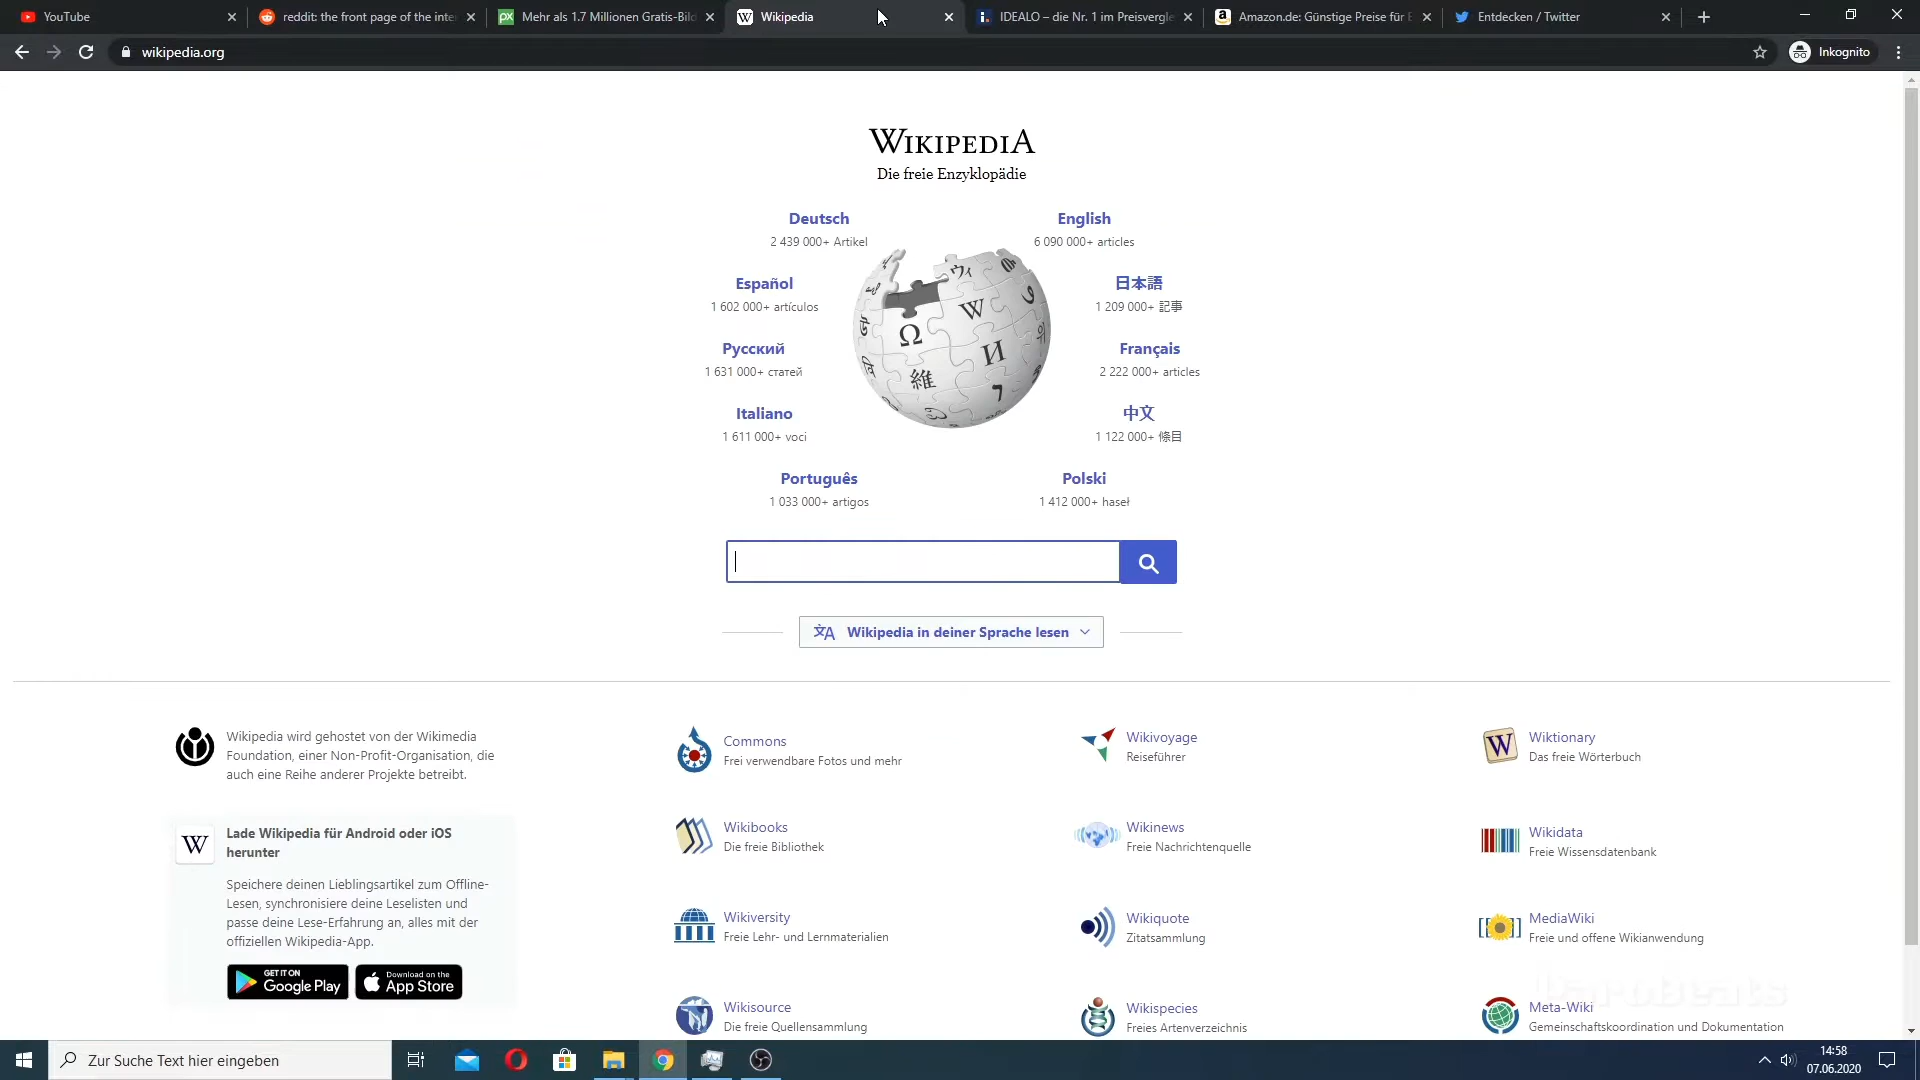 YouTube
reddit: the front page of the inte
Mehr als 1.7 Millionen Gratis-Bild
Wikipedia
IDEALO – die Nr. 1 im Preisvergle
Amazon.de: Günstige Preise für E
Entdecken / Twitter
wikipedia.org
Inkognito
WIKIPEDIA
Die freie Enzyklopädie
Deutsch
2 439 000+ Artikel
English
6 090 000+ articles
Español
1 602 000+ artículos
日本語
1 209 000+ 記事
Русский
1 631 000+ статей
Français
2 222 000+ articles
Italiano
1 611 000+ voci
中文
1 122 000+ 條目
Português
1 033 000+ artigos
Polski
1 412 000+ haseł
Wikipedia in deiner Sprache lesen
Wikipedia wird gehostet von der Wikimedia
Foundation, einer Non-Profit-Organisation, die
auch eine Reihe anderer Projekte betreibt.
Lade Wikipedia für Android oder iOS
herunter
Speichere deinen Lieblingsartikel zum Offline-
Lesen, synchronisiere deine Leselisten und
passe deine Lese-Erfahrung an, alles mit der
offiziellen Wikipedia-App.
GET IT ON
Google Play
Download on the
App Store
Commons
Frei verwendbare Fotos und mehr
Wikivoyage
Reiseführer
Wiktionary
Das freie Wörterbuch
Wikibooks
Die freie Bibliothek
Wikinews
Freie Nachrichtenquelle
Wikidata
Freie Wissensdatenbank
Wikiversity
Freie Lehr- und Lernmaterialien
Wikiquote
Zitatsammlung
MediaWiki
Freie und offene Wikianwendung
Wikisource
Die freie Quellensammlung
Wikispecies
Freies Artenverzeichnis
Meta-Wiki
Gemeinschaftskoordination und Dokumentation
Zur Suche Text hier eingeben
14:58
07.06.2020